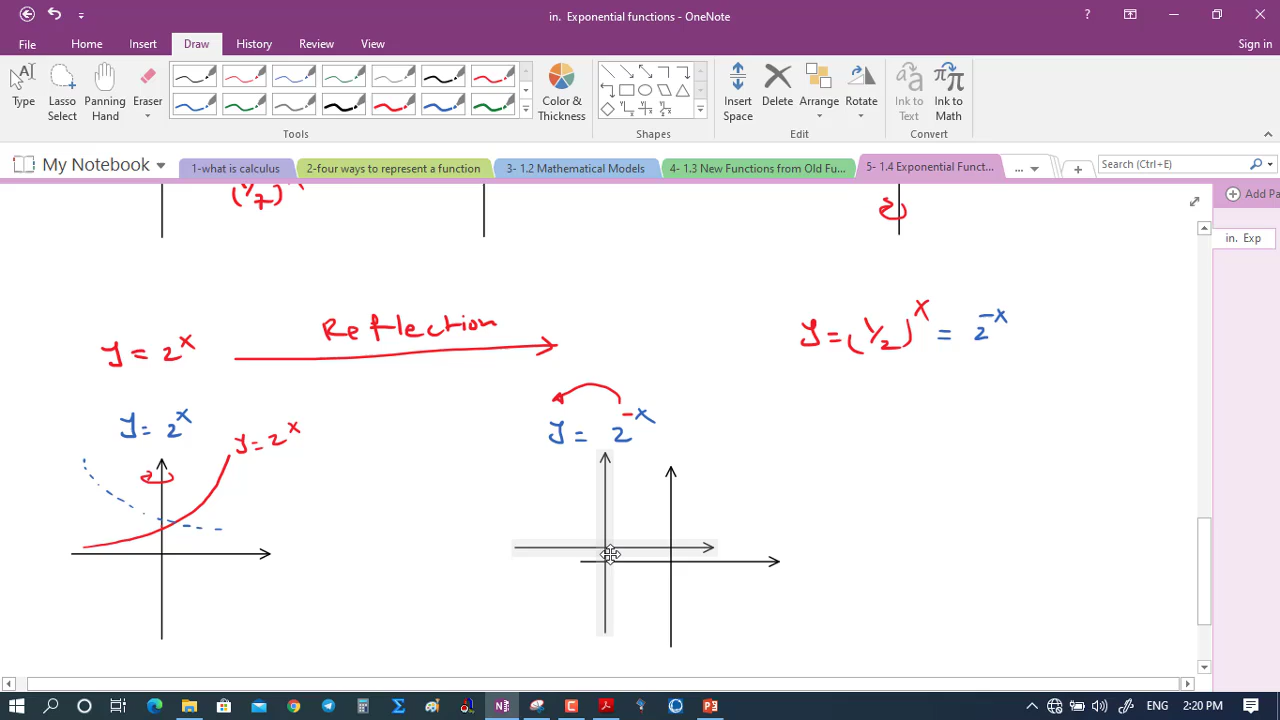 in. Exponential functions - OneNote
File Home Insert Draw History Review View Sign in
Type Lasso Select Panning Hand Eraser Color & Thickness Insert Space Delete Arrange Rotate Ink to Text Ink to Math
Tools Shapes Edit Convert
My Notebook 1-what is calculus 2-four ways to represent a function 3- 1.2 Mathematical Models 4- 1.3 New Functions from Old Fu... 5- 1.4 Exponential Funct... ... Search (Ctrl+E)
Add Pa
in. Exp
(1/7)
y = 2^x Reflection y = (1/2)^x = 2^-x
y = 2^x y = 2^x y = 2^-x
ENG 2:20 PM